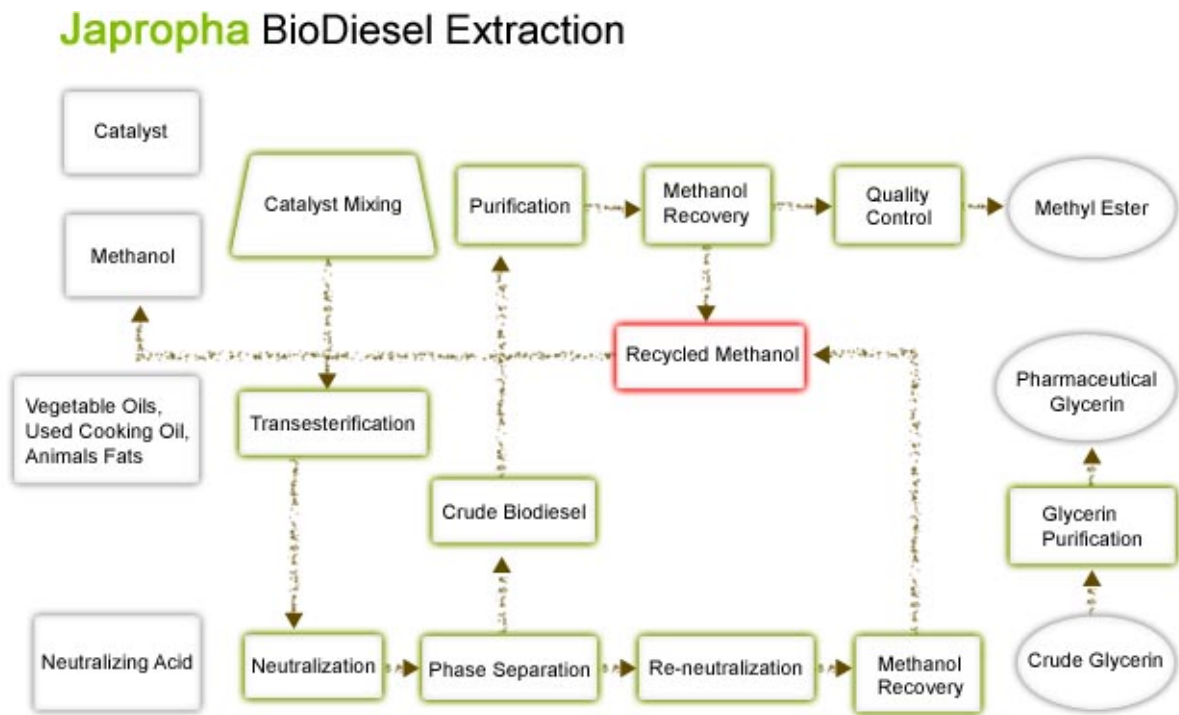 Japropha BioDiesel Extraction
Catalyst
Catalyst Mixing
Purification
Methanol
Recovery
Quality
Control
Methyl Ester
Methanol
Recycled Methanol
Vegetable Oils,
Used Cooking Oil,
Animals Fats
Transesterification
Pharmaceutical
Glycerin
Crude Biodiesel
Glycerin
Purification
Neutralizing Acid
Neutralization
Phase Separation
Re-neutralization
Methanol
Recovery
Crude Glycerin